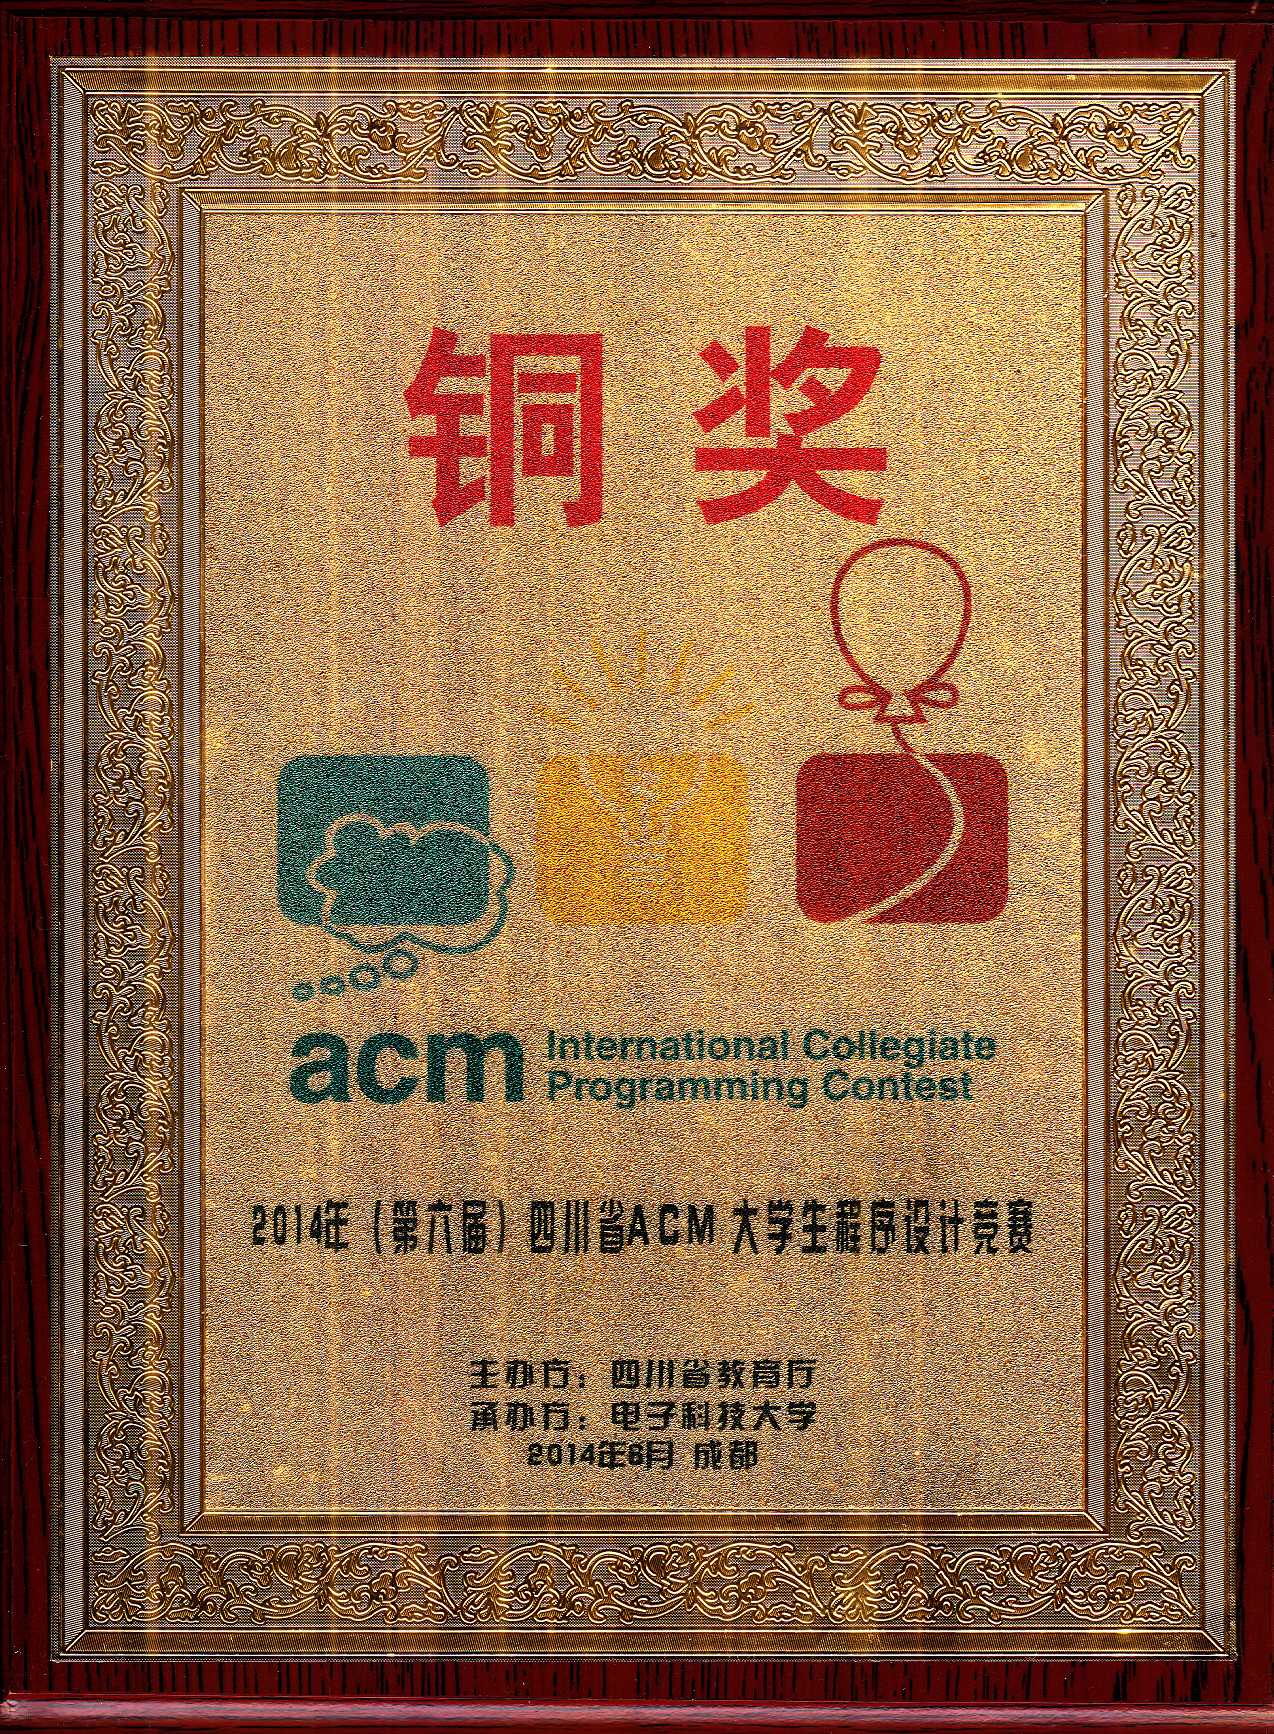 铜奖
acm International Collegiate
Programming Contest
2014年（第六届）四川省ACM大学生程序设计竞赛
主办方：四川省教育厅
承办方：电子科技大学
2014年6月 成都